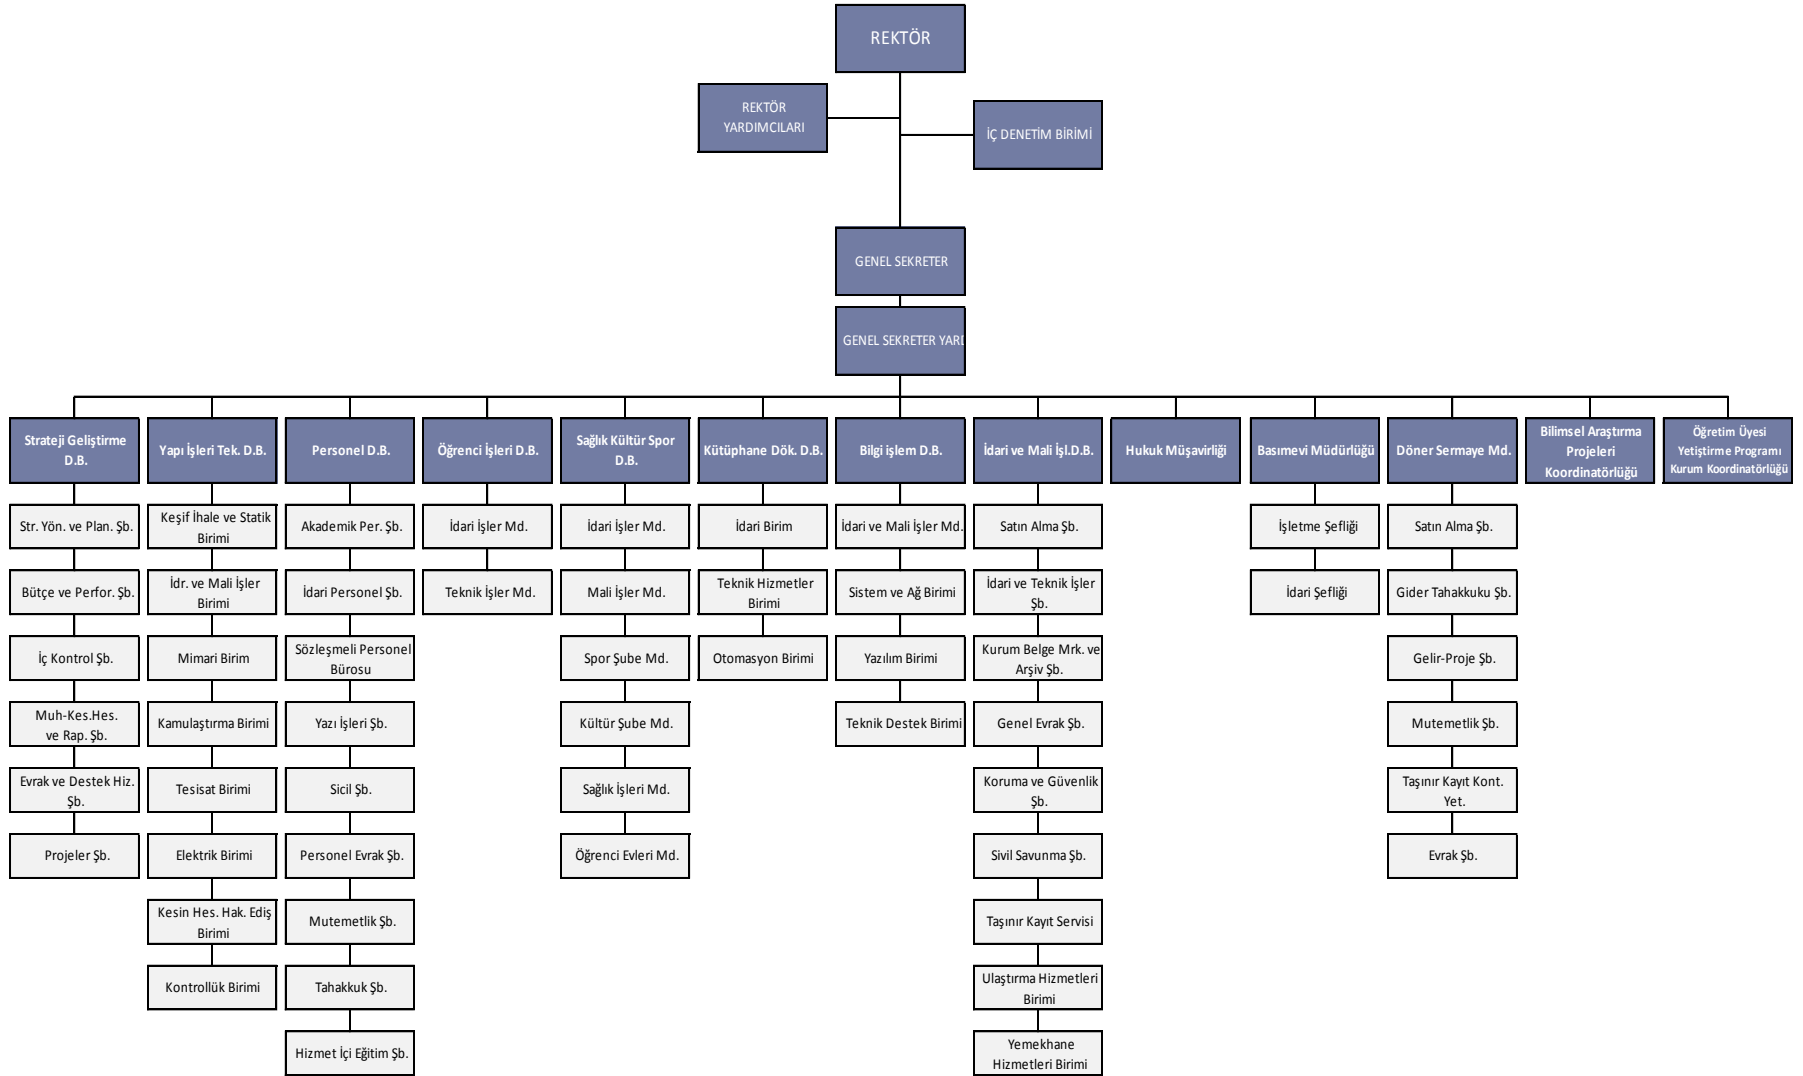 REKTÖR
REKTÖR
YARDIMCILARI
İÇ DENETİM BİRİMİ
GENEL SEKRETER
GENEL SEKRETER YARD
Strateji Geliştirme
D.B.
Yapı İşleri Tek. D.B.
Personel D.B.
Öğrenci İşleri D.B.
Sağlık Kültür Spor
D.B.
Kütüphane Dök. D.B.
Bilgi işlem D.B.
İdari ve Mali İşl.D.B.
Hukuk Müşavirliği
Basımevi Müdürlüğü
Döner Sermaye Md.
Bilimsel Araştırma
Projeleri
Koordinatörlüğü
Öğretim Üyesi
Yetiştirme Programı
Kurum Koordinatörlüğü
Str. Yön. ve Plan. Şb.
Bütçe ve Perfor. Şb.
İç Kontrol Şb.
Muh-Kes.Hes.
ve Rap. Şb.
Evrak ve Destek Hiz.
Şb.
Projeler Şb.
Keşif İhale ve Statik
Birimi
İdr. ve Mali İşler
Birimi
Mimari Birim
Kamulaştırma Birimi
Tesisat Birimi
Elektrik Birimi
Kesin Hes. Hak. Ediş
Birimi
Kontrollük Birimi
Akademik Per. Şb.
İdari Personel Şb.
Sözleşmeli Personel
Bürosu
Yazı İşleri Şb.
Sicil Şb.
Personel Evrak Şb.
Mutemetlik Şb.
Tahakkuk Şb.
Hizmet İçi Eğitim Şb.
İdari İşler Md.
Teknik İşler Md.
İdari İşler Md.
Mali İşler Md.
Spor Şube Md.
Kültür Şube Md.
Sağlık İşleri Md.
Öğrenci Evleri Md.
İdari Birim
Teknik Hizmetler
Birimi
Otomasyon Birimi
İdari ve Mali İşler Md.
Sistem ve Ağ Birimi
Yazılım Birimi
Teknik Destek Birimi
Satın Alma Şb.
İdari ve Teknik İşler
Şb.
Kurum Belge Mrk. ve
Arşiv Şb.
Genel Evrak Şb.
Koruma ve Güvenlik
Şb.
Sivil Savunma Şb.
Taşınır Kayıt Servisi
Ulaştırma Hizmetleri
Birimi
Yemekhane
Hizmetleri Birimi
İşletme Şefliği
İdari Şefliği
Satın Alma Şb.
Gider Tahakkuku Şb.
Gelir-Proje Şb.
Mutemetlik Şb.
Taşınır Kayıt Kont.
Yet.
Evrak Şb.